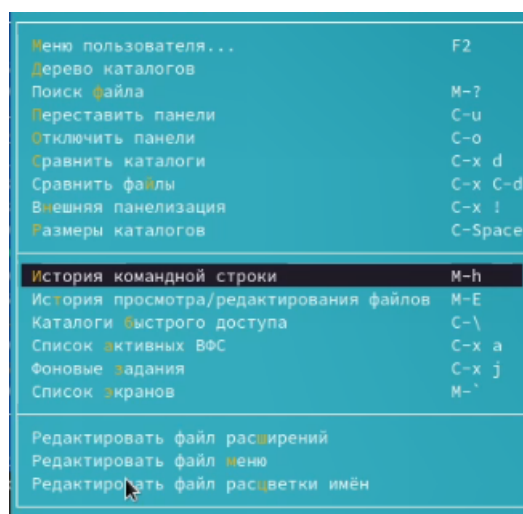 Меню пользователя... F2
Дерево каталогов
Поиск файла M-?
Переставить панели C-u
Отключить панели C-o
Сравнить каталоги C-x d
Сравнить файлы C-x C-d
Внешняя панелизация C-x !
Размеры каталогов C-Space
История командной строки M-h
История просмотра/редактирования файлов M-E
Каталоги быстрого доступа C-\
Список активных ВФС C-x a
Фоновые задания C-x j
Список экранов M-`
Редактировать файл расширений
Редактировать файл меню
Редактировать файл расцветки имён